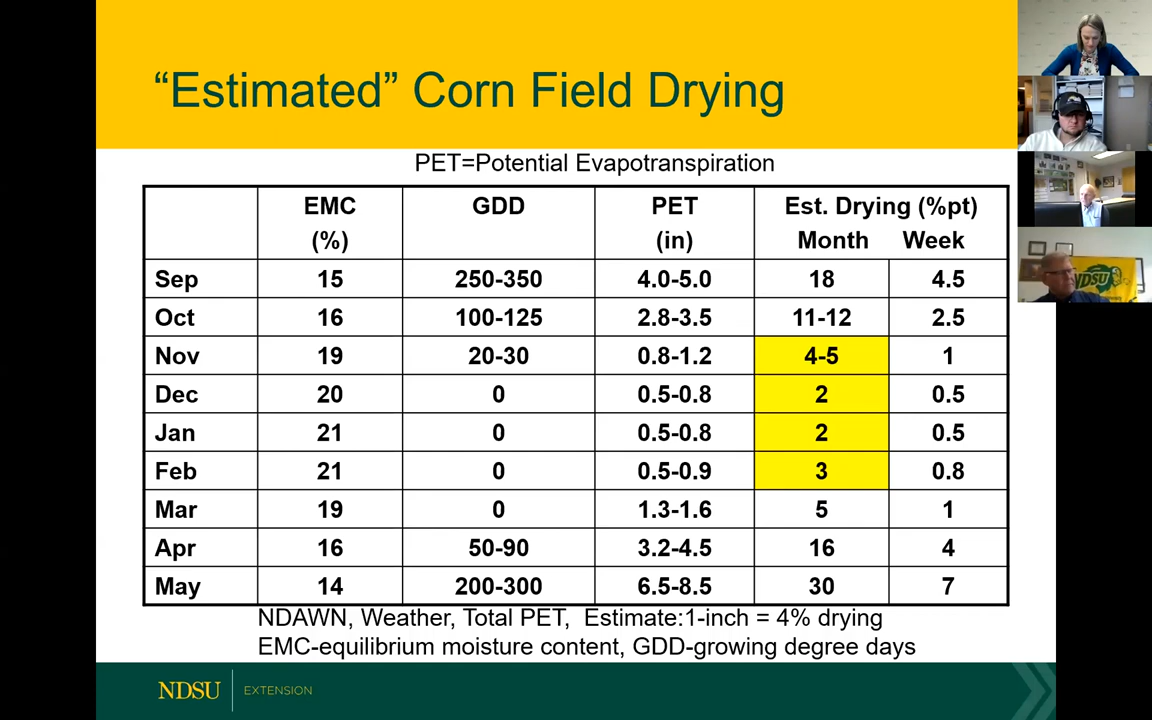 “Estimated” Corn Field Drying
PET=Potential Evapotranspiration
EMC (%) GDD PET (in) Est. Drying (%pt) Month Week
Sep 15 250-350 4.0-5.0 18 4.5
Oct 16 100-125 2.8-3.5 11-12 2.5
Nov 19 20-30 0.8-1.2 4-5 1
Dec 20 0 0.5-0.8 2 0.5
Jan 21 0 0.5-0.8 2 0.5
Feb 21 0 0.5-0.9 3 0.8
Mar 19 0 1.3-1.6 5 1
Apr 16 50-90 3.2-4.5 16 4
May 14 200-300 6.5-8.5 30 7
NDAWN, Weather, Total PET, Estimate:1-inch = 4% drying
EMC-equilibrium moisture content, GDD-growing degree days
NDSU EXTENSION
NDSU